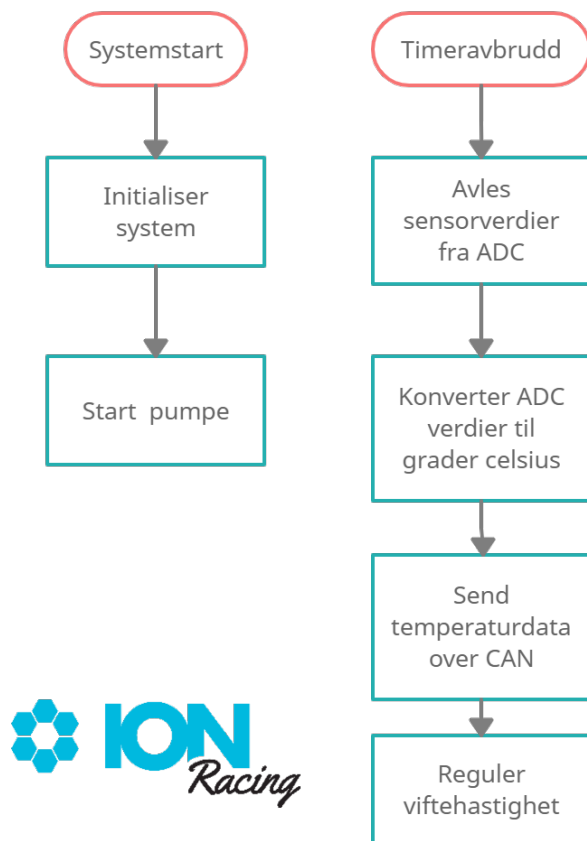 Systemstart
Initialiser
system
Start pumpe
Timeravbrudd
Avles
sensorverdier
fra ADC
Konverter ADC
verdier til
grader celsius
Send
temperaturdata
over CAN
Reguler
viftehastighet
ION
Racing